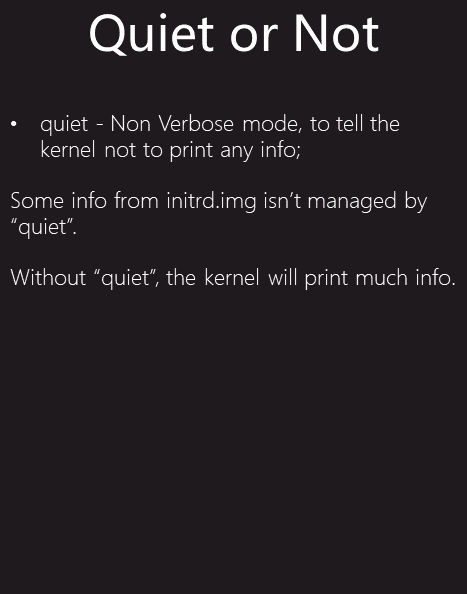 Quiet or Not
• quiet - Non Verbose mode, to tell the
kernel not to print any info;
Some info from initrd.img isn’t managed by
“quiet”.
Without “quiet”, the kernel will print much info.